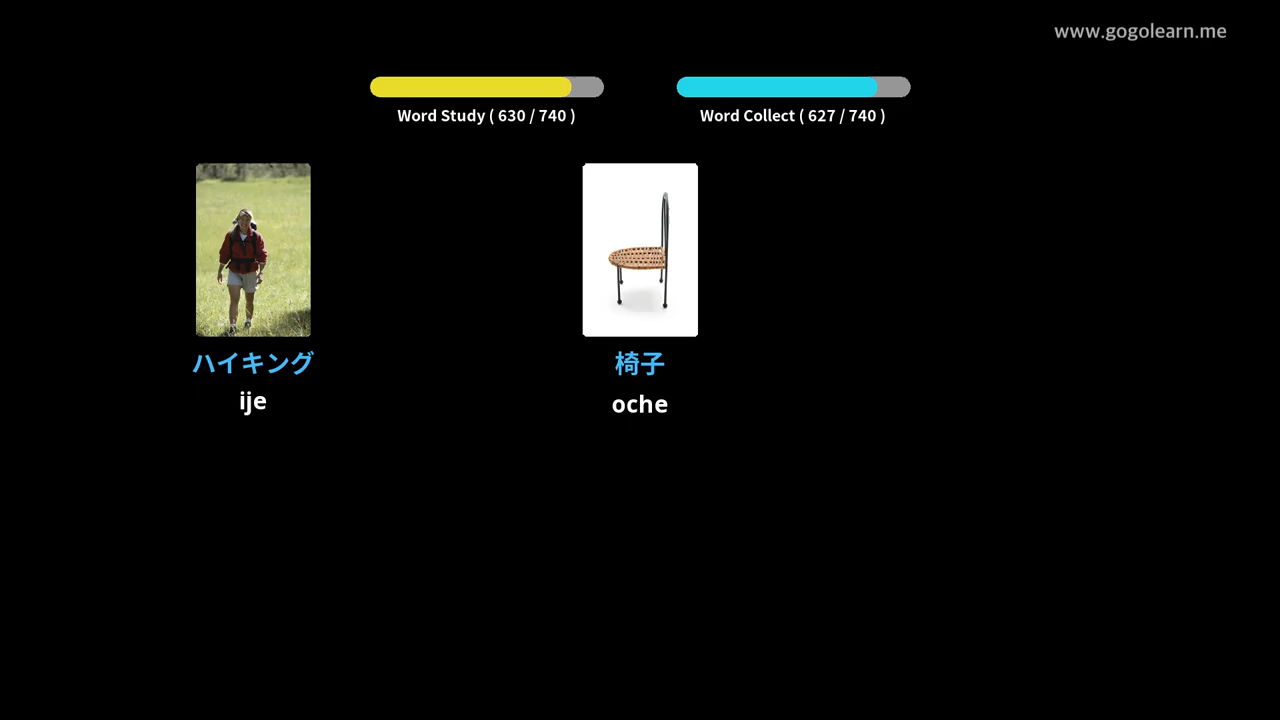 www.gogolearn.me
Word Study ( 630 / 740 )
Word Collect ( 627 / 740 )
ハイキング
ije
椅子
oche